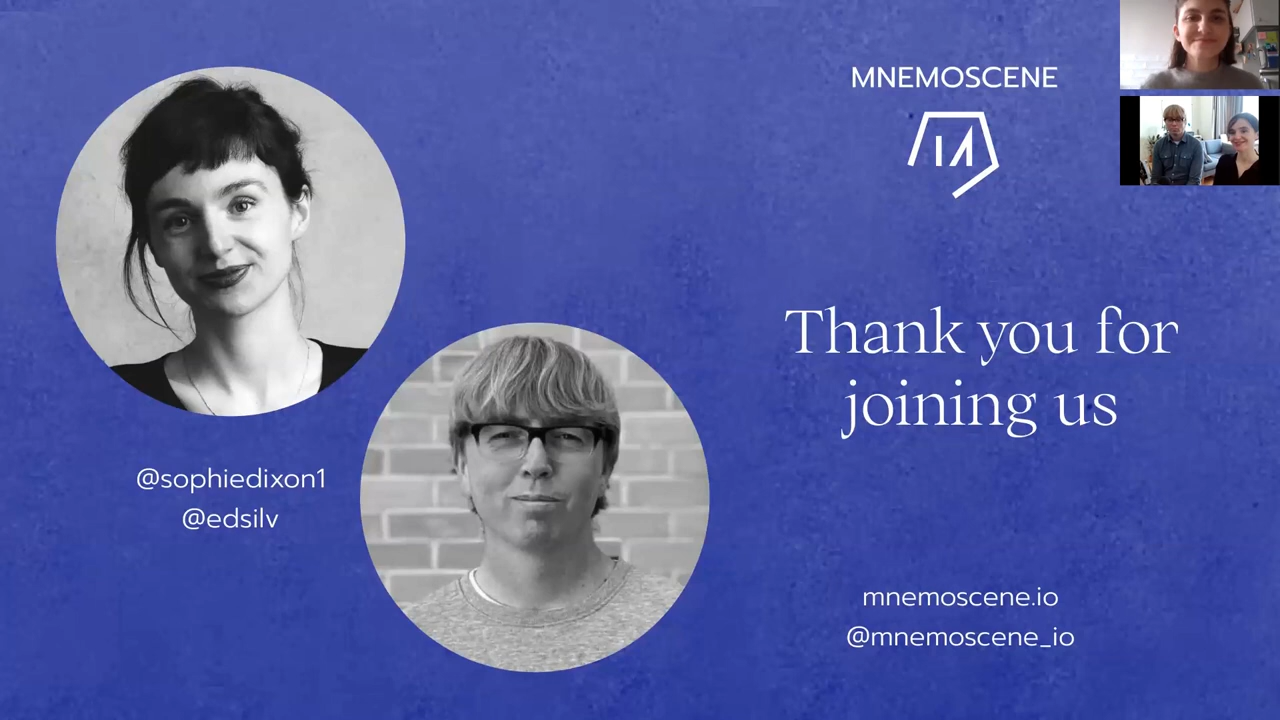 MNEMOSCENE
Thank you for
joining us
@sophiedixon1
@edsilv
mnemoscene.io
@mnemoscene_io